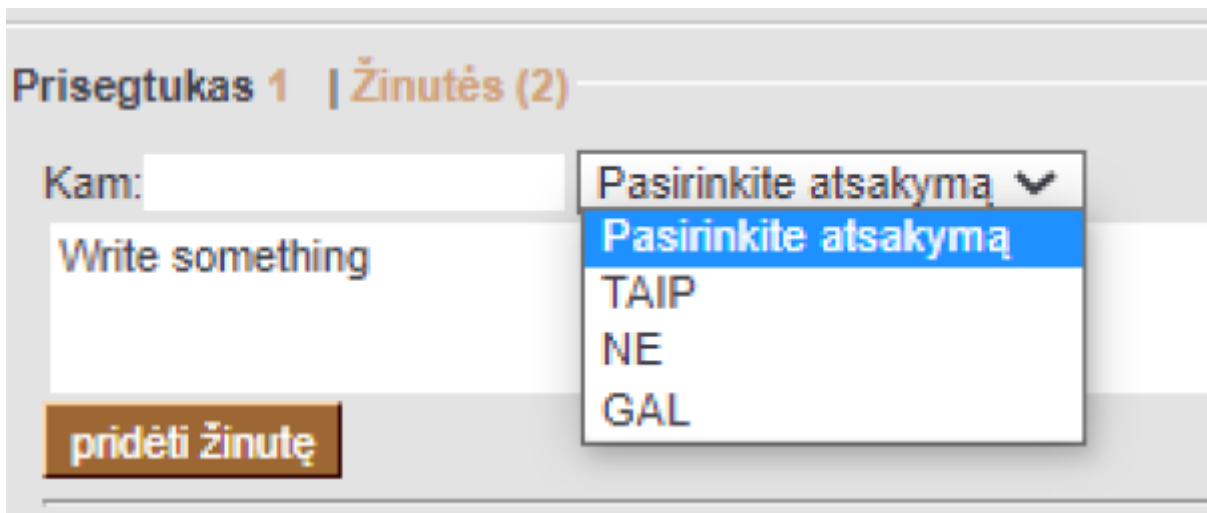 Prisegtukas 1 | Žinutės (2)
Kam: Pasirinkite atsakymą
Write something
Pasirinkite atsakymą
TAIP
NE
GAL
pridėti žinutę